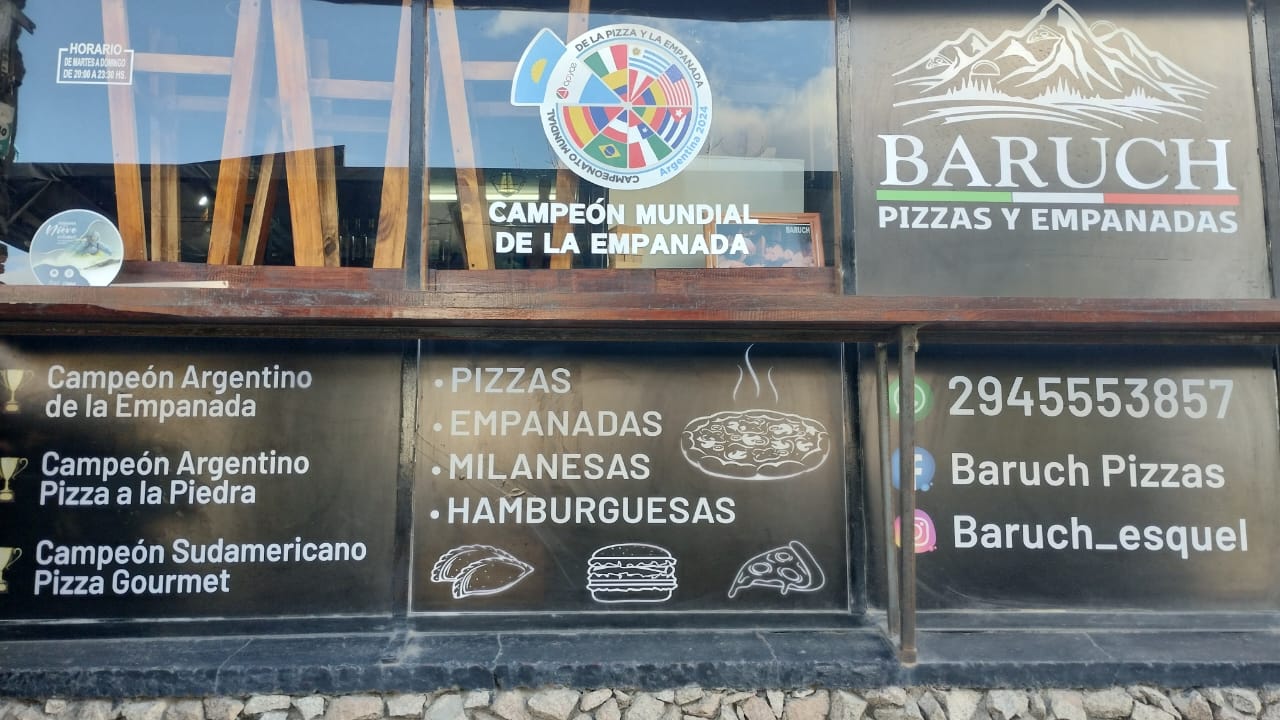 HORARIO
DE MARTES A DOMINGO
DE 20:00 A 23:30 HS.
CAMPEONATO MUNDIAL
DE LA PIZZA Y LA EMPANADA
Argentina 2024
CAMPEÓN MUNDIAL
DE LA EMPANADA
BARUCH
BARUCH
PIZZAS Y EMPANADAS
Nieve
Campeón Argentino
de la Empanada
Campeón Argentino
Pizza a la Piedra
Campeón Sudamericano
Pizza Gourmet
• PIZZAS
• EMPANADAS
• MILANESAS
• HAMBURGUESAS
2945553857
Baruch Pizzas
Baruch_esquel